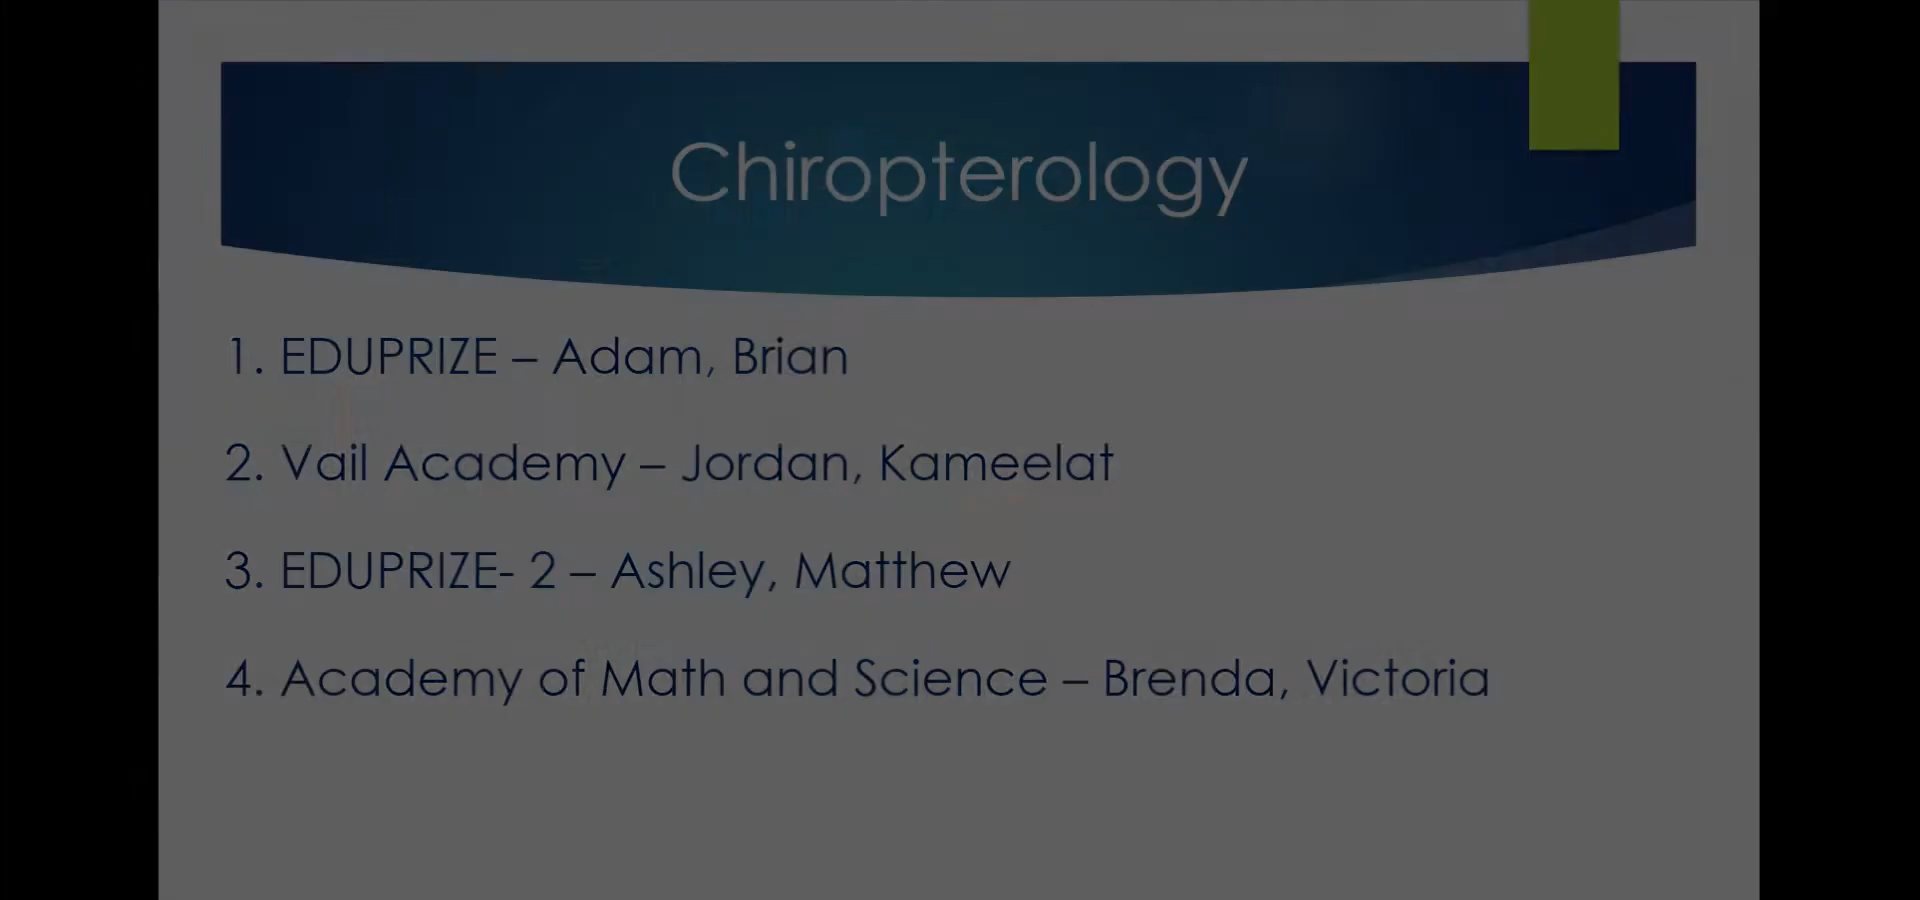 Chiropterology
1. EDUPRIZE – Adam, Brian
2. Vail Academy – Jordan, Kameelat
3. EDUPRIZE- 2 – Ashley, Matthew
4. Academy of Math and Science – Brenda, Victoria